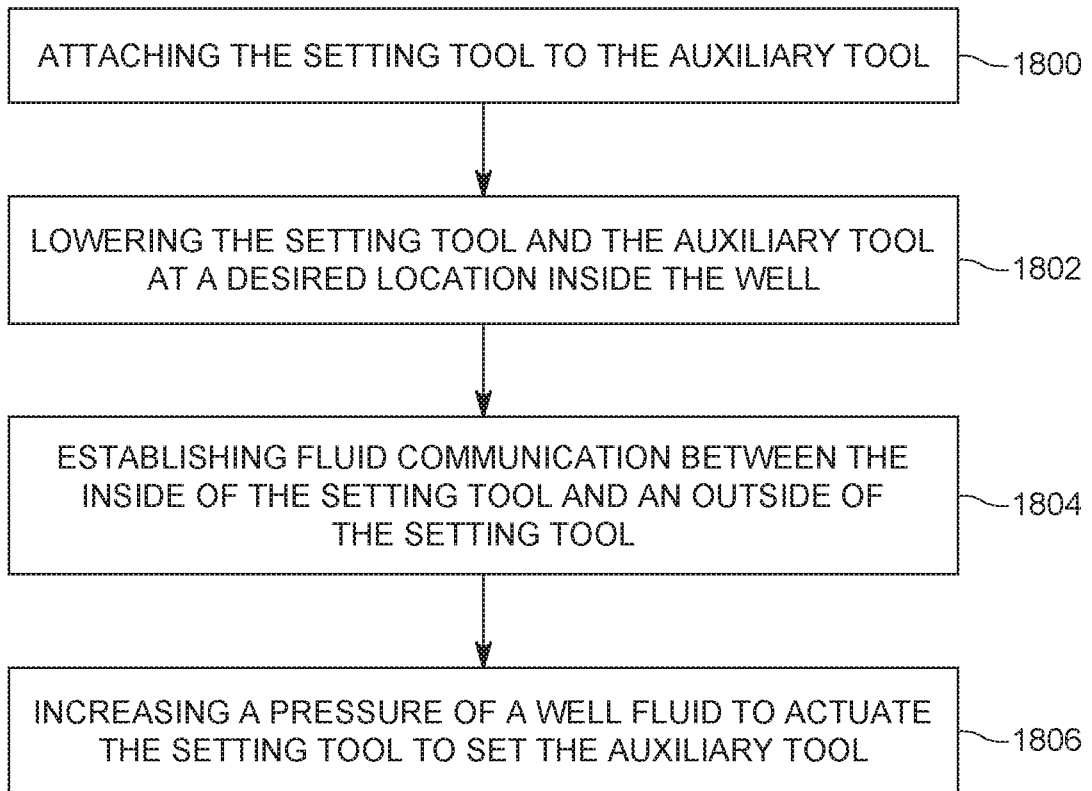 ATTACHING THE SETTING TOOL TO THE AUXILIARY TOOL
1800
LOWERING THE SETTING TOOL AND THE AUXILIARY TOOL
AT A DESIRED LOCATION INSIDE THE WELL
1802
ESTABLISHING FLUID COMMUNICATION BETWEEN THE
INSIDE OF THE SETTING TOOL AND AN OUTSIDE OF
THE SETTING TOOL
1804
INCREASING A PRESSURE OF A WELL FLUID TO ACTUATE
THE SETTING TOOL TO SET THE AUXILIARY TOOL
1806